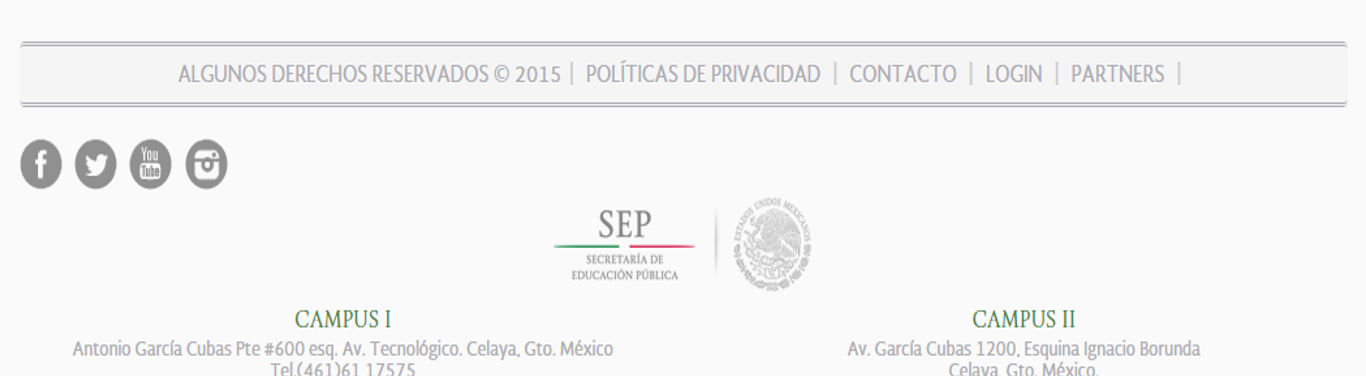 ALGUNOS DERECHOS RESERVADOS © 2015 | POLÍTICAS DE PRIVACIDAD | CONTACTO | LOGIN | PARTNERS |
You
Tube
SEP
SECRETARÍA DE
EDUCACIÓN PÚBLICA
ESTADOS UNIDOS MEXICANOS
CAMPUS I
Antonio García Cubas Pte #600 esq. Av. Tecnológico. Celaya, Gto. México
Tel.(461)61 17575
CAMPUS II
Av. García Cubas 1200, Esquina Ignacio Borunda
Celaya, Gto. México.